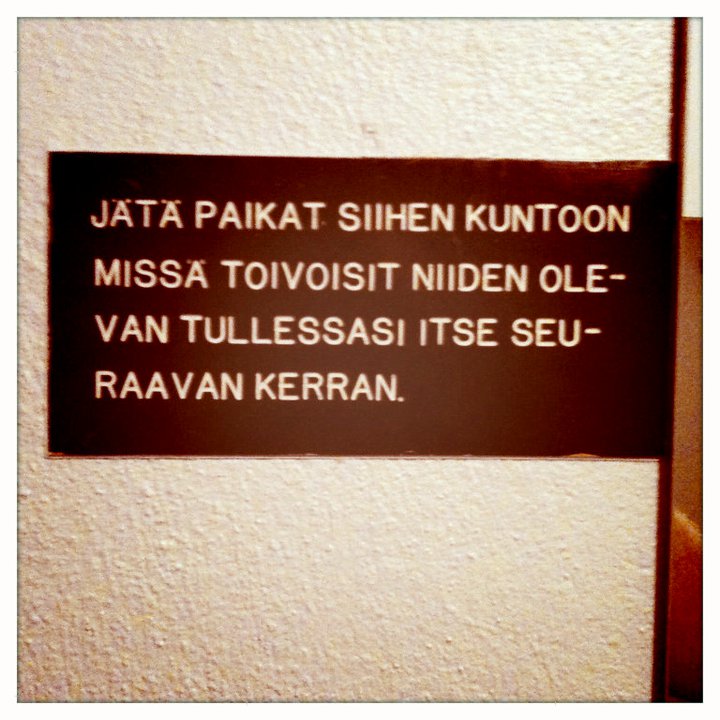 JÄTÄ PAIKAT SIIHEN KUNTOON
MISSÄ TOIVOISIT NIIDEN OLE-
VAN TULLESSASI ITSE SEU-
RAAVAN KERRAN.